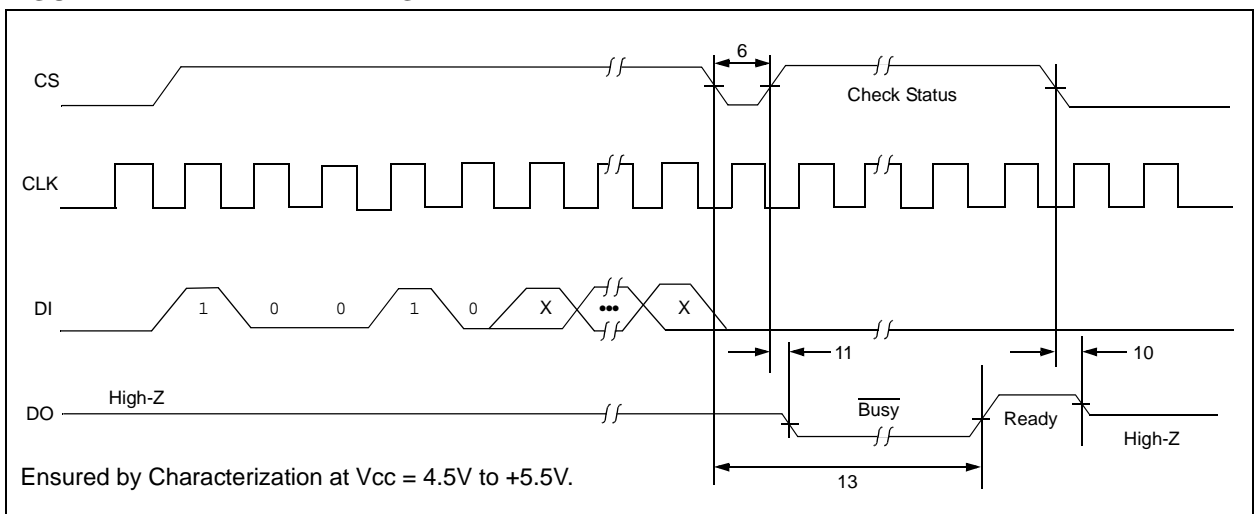 6
CS
Check Status
CLK
DI
1 0 0 1 0 X ••• X
11
10
High-Z
DO
Busy
Ready
High-Z
13
Ensured by Characterization at Vcc = 4.5V to +5.5V.